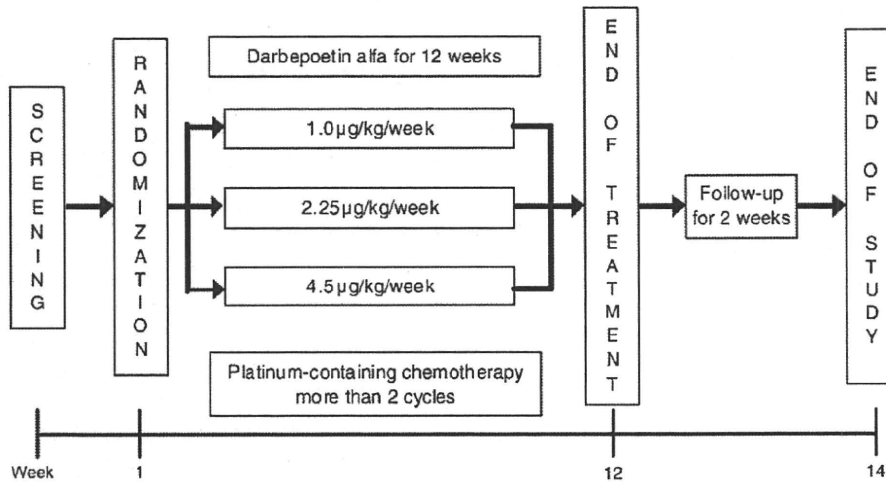 SCREENING
RANDOMIZATION
Darbepoetin alfa for 12 weeks
1.0µg/kg/week
2.25µg/kg/week
4.5µg/kg/week
Platinum-containing chemotherapy
more than 2 cycles
END OF TREATMENT
Follow-up
for 2 weeks
END OF STUDY
Week
1
12
14